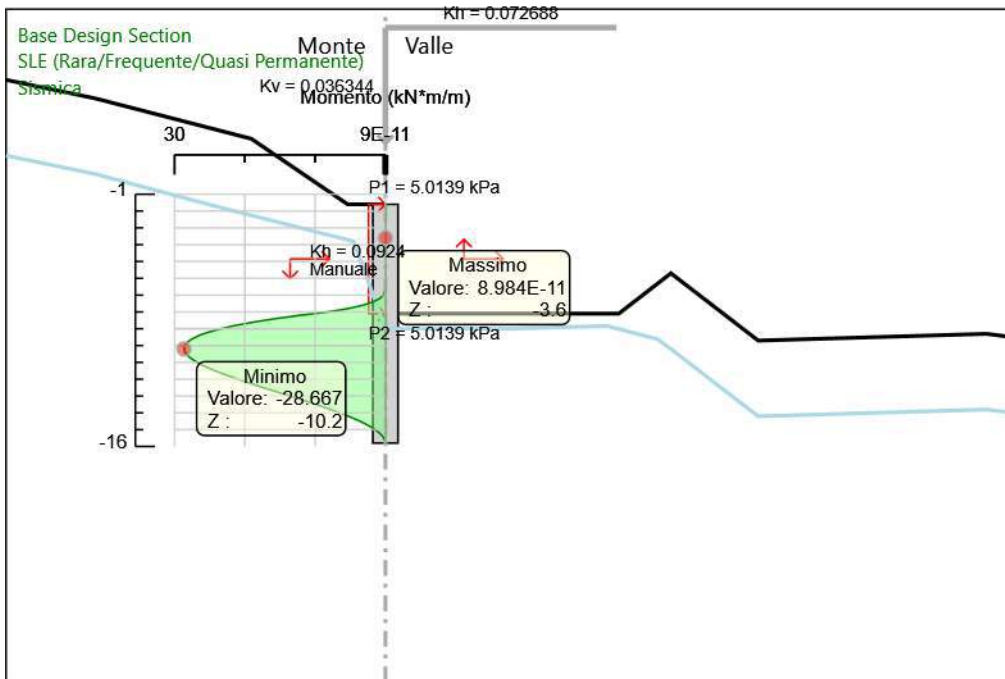 Kh = 0.072688
Base Design Section
SLE (Rara/Frequente/Quasi Permanente)
Sismica
Monte
Valle
Kv = 0.036344
Momento (kN*m/m)
30
9E-11
-1
P1 = 5.0139 kPa
Kh = 0.0924
Manuale
Massimo
Valore: 8.984E-11
Z : -3.6
P2 = 5.0139 kPa
Minimo
Valore: -28.667
Z : -10.2
-16